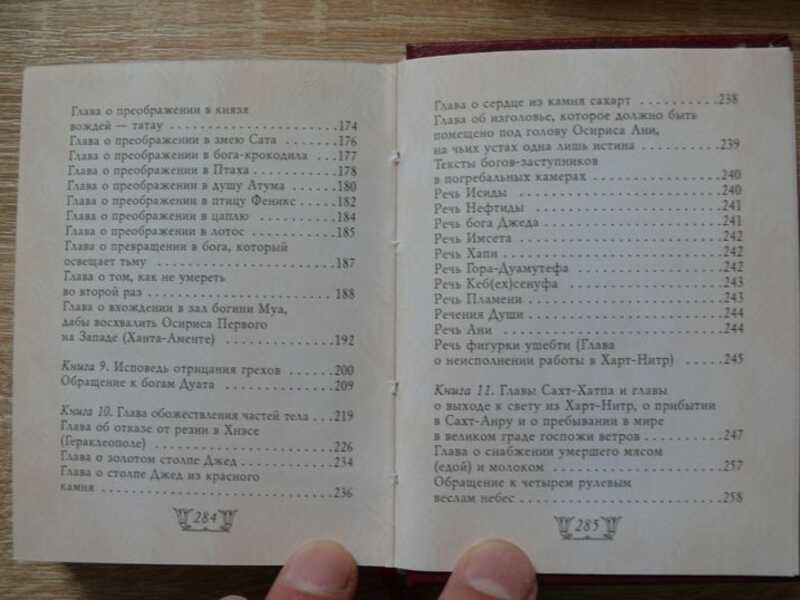 Глава о преображении в князя
вождей — татау . . . . . . . . . . . . . . . . . . . . .174
Глава о преображении в змею Сата . . . . . . . .176
Глава о преображении в бога-крокодила . . . .177
Глава о преображении в Птаха . . . . . . . . . . . .178
Глава о преображении в душу Атума . . . . . . .180
Глава о преображении в птицу Феникс . . . . .182
Глава о преображении в цаплю . . . . . . . . . . .184
Глава о преображении в лотос . . . . . . . . . . . .185
Глава о превращении в бога, который
освещает тьму . . . . . . . . . . . . . . . . . . . . . . .187
Глава о том, как не умереть
во второй раз . . . . . . . . . . . . . . . . . . . . . . . .188
Глава о вхождении в зал богини Муа,
дабы восхвалить Осириса Первого
на Западе (Ханта-Аменте) . . . . . . . . . . . . . .192
Книга 9. Исповедь отрицания грехов . . . . . .200
Обращение к богам Дуата . . . . . . . . . . . . . . .209
Книга 10. Глава обожествления частей тела . . .219
Глава об отказе от резни в Хнэсе
(Гераклеополе) . . . . . . . . . . . . . . . . . . . . . . .226
Глава о золотом столпе Джед . . . . . . . . . . . . .234
Глава о столпе Джед из красного
камня . . . . . . . . . . . . . . . . . . . . . . . . . . . . . .236
284
Глава о сердце из камня сахарт . . . . . . . . . .238
Глава об изголовье, которое должно быть
помещено под голову Осириса Ани,
на чьих устах одна лишь истина . . . . . . . . .239
Тексты богов-заступников
в погребальных камерах . . . . . . . . . . . . . . . .240
Речь Исиды . . . . . . . . . . . . . . . . . . . . . . . . .240
Речь Нефтиды . . . . . . . . . . . . . . . . . . . . . . .241
Речь бога Джеда . . . . . . . . . . . . . . . . . . . . .241
Речь Имсета . . . . . . . . . . . . . . . . . . . . . . . .242
Речь Хапи . . . . . . . . . . . . . . . . . . . . . . . . . .242
Речь Гора-Дуамутефа . . . . . . . . . . . . . . . . .242
Речь Кеб(ех)сенуфа . . . . . . . . . . . . . . . . . . .243
Речь Пламени . . . . . . . . . . . . . . . . . . . . . . .243
Речения Души . . . . . . . . . . . . . . . . . . . . . . .244
Речь Ани . . . . . . . . . . . . . . . . . . . . . . . . . . .244
Речь фигурки ушебти (Глава
о неисполнении работы в Харт-Нитр) . . . . .245
Книга 11. Главы Сахт-Хатпа и главы
о выходе к свету из Харт-Нитр, о прибытии
в Сахт-Аиру и о пребывании в мире
в великом граде госпожи ветров . . . . . . . . .247
Глава о снабжении умершего мясом
(едой) и молоком . . . . . . . . . . . . . . . . . . . .257
Обращение к четырем рулевым
веслам небес . . . . . . . . . . . . . . . . . . . . . . . .258
285